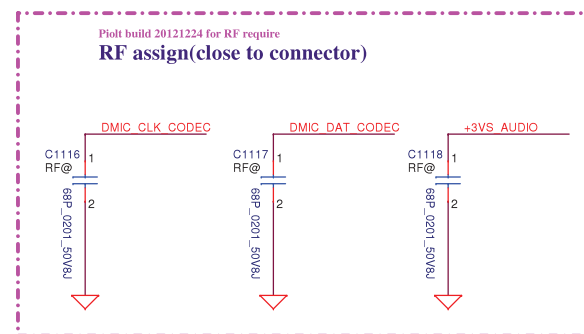 Piolt build 20121224 for RF require
RF assign(close to connector)
DMIC_CLK_CODEC
DMIC_DAT_CODEC
+3VS_AUDIO
C1116
1
RF@
68P_0201_50V8J
2
C1117
1
RF@
68P_0201_50V8J
2
C1118
1
RF@
68P_0201_50V8J
2